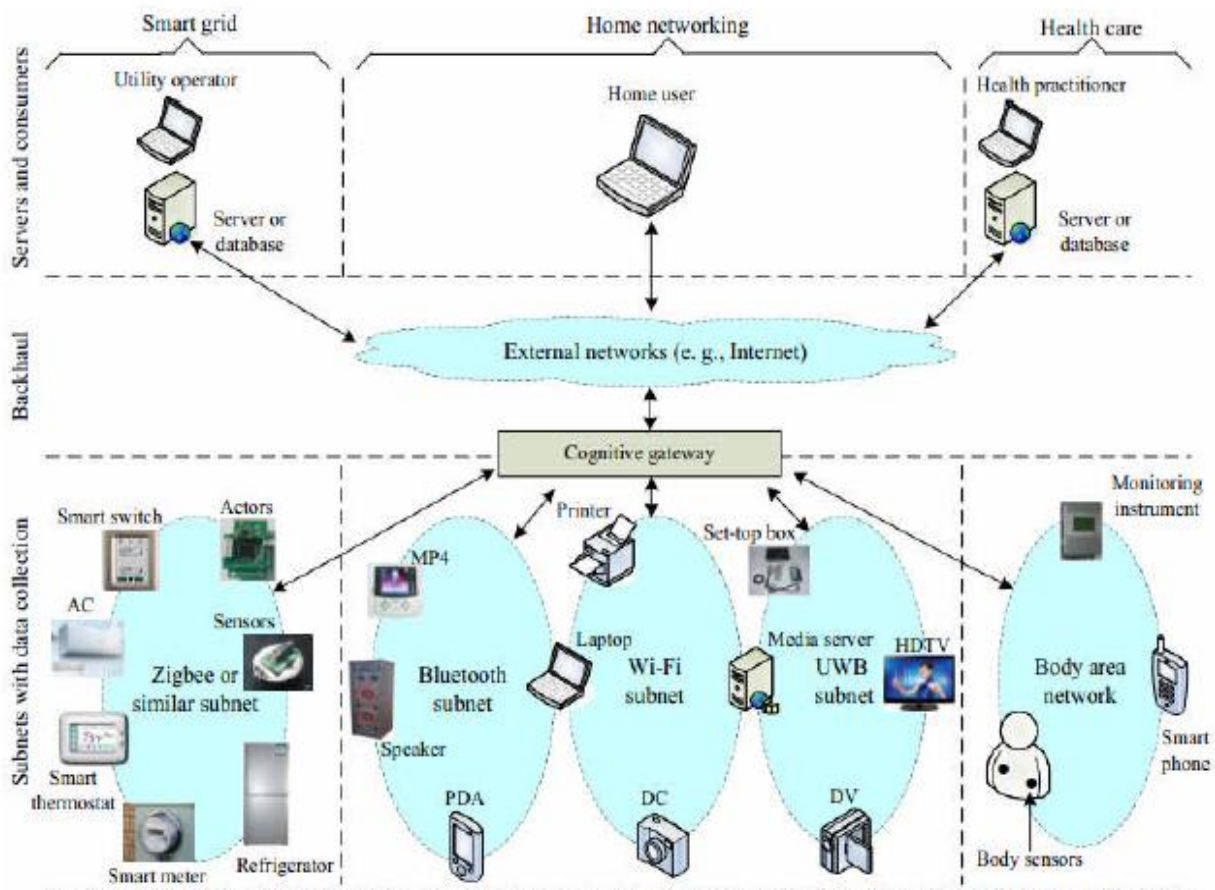 Smart grid
Home networking
Health care
Servers and consumers
Utility operator
Home user
Health practitioner
Server or
database
Server or
database
Backhaul
External networks (e. g., Internet)
Cognitive gateway
Subnets with data collection
Smart switch
Actors
AC
Sensors
Zigbee or
similar subnet
Smart
thermostat
Smart meter
Refrigerator
MP4
Bluetooth
subnet
Speaker
PDA
Printer
Laptop
Wi-Fi
subnet
DC
Set-top box
Media server
UWB
subnet
HDTV
DV
Monitoring
instrument
Body area
network
Smart
phone
Body sensors